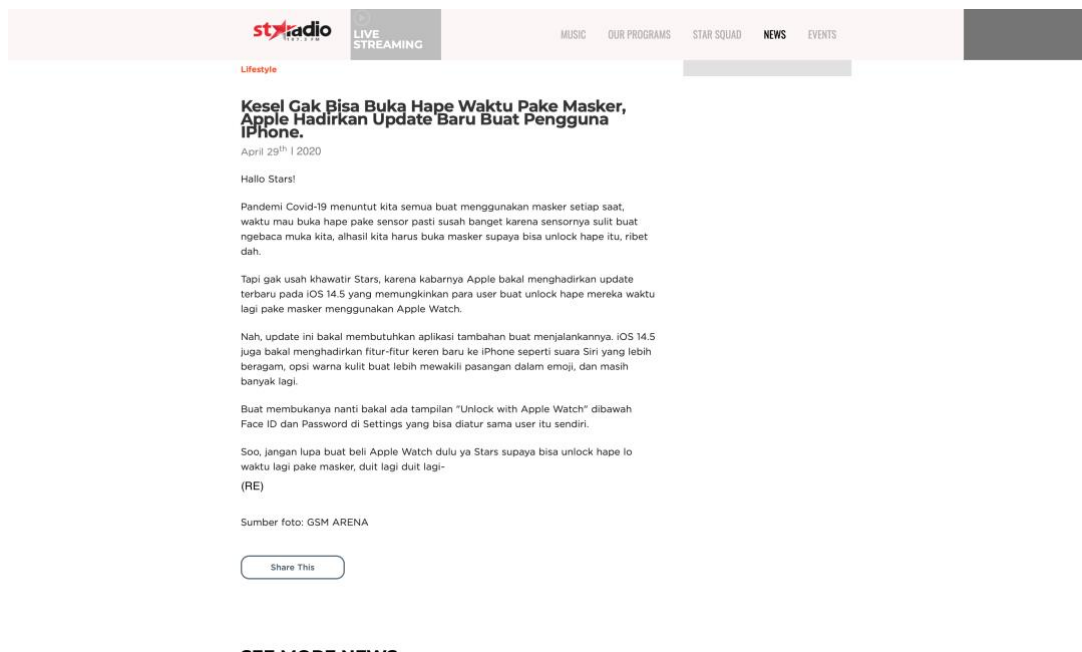 starradio
107.3 FM
LIVE
STREAMING
MUSIC OUR PROGRAMS STAR SQUAD NEWS EVENTS
Lifestyle
Kesel Gak Bisa Buka Hape Waktu Pake Masker,
Apple Hadirkan Update Baru Buat Pengguna
IPhone.
April 29th | 2020
Hallo Stars!
Pandemi Covid-19 menuntut kita semua buat menggunakan masker setiap saat,
waktu mau buka hape pake sensor pasti susah banget karena sensornya sulit buat
ngebaca muka kita, alhasil kita harus buka masker supaya bisa unlock hape itu, ribet
dah.
Tapi gak usah khawatir Stars, karena kabarnya Apple bakal menghadirkan update
terbaru pada iOS 14.5 yang memungkinkan para user buat unlock hape mereka waktu
lagi pake masker menggunakan Apple Watch.
Nah, update ini bakal membutuhkan aplikasi tambahan buat menjalankannya. iOS 14.5
juga bakal menghadirkan fitur-fitur keren baru ke iPhone seperti suara Siri yang lebih
beragam, opsi warna kulit buat lebih mewakili pasangan dalam emoji, dan masih
banyak lagi.
Buat membukanya nanti bakal ada tampilan "Unlock with Apple Watch" dibawah
Face ID dan Password di Settings yang bisa diatur sama user itu sendiri.
Soo, jangan lupa buat beli Apple Watch dulu ya Stars supaya bisa unlock hape lo
waktu lagi pake masker, duit lagi duit lagi~
(RE)
Sumber foto: GSM ARENA
Share This
SEE MORE NEWS